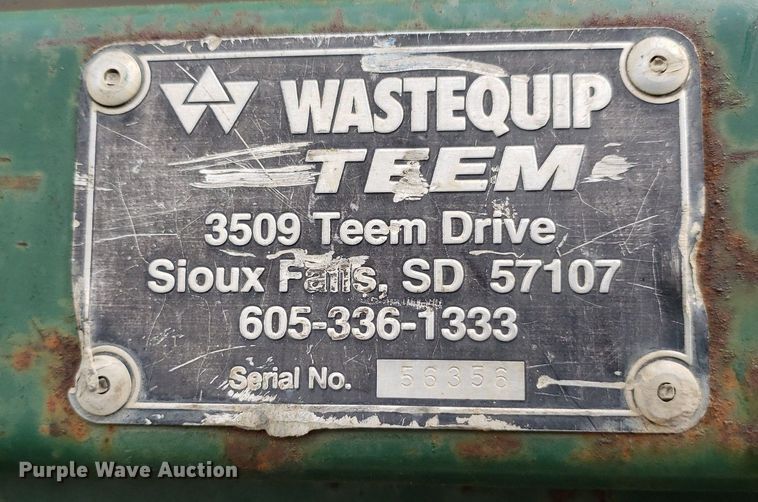 WASTEQUIP
TEEM
3509 Teem Drive
Sioux Falls, SD 57107
605-336-1333
Serial No. 56356
Purple Wave Auction